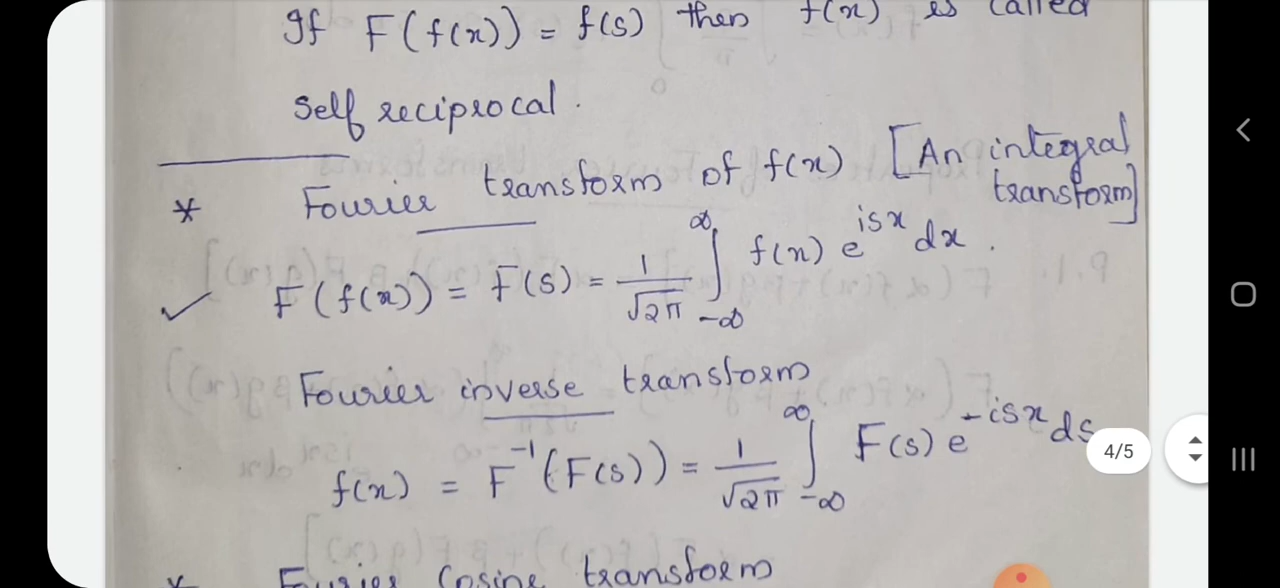 If F(f(x)) = f(s) then f(x) is called
Self reciprocal.
* Fourier transform of f(x) [An integral transform]
✓ F(f(x)) = F(s) = 1/√2π ∫_{-∞}^{∞} f(x) e^{isx} dx.
Fourier inverse transform
f(x) = F^{-1}(F(s)) = 1/√2π ∫_{-∞}^{∞} F(s) e^{-isx} ds
4/5
* Fourier Cosine transform